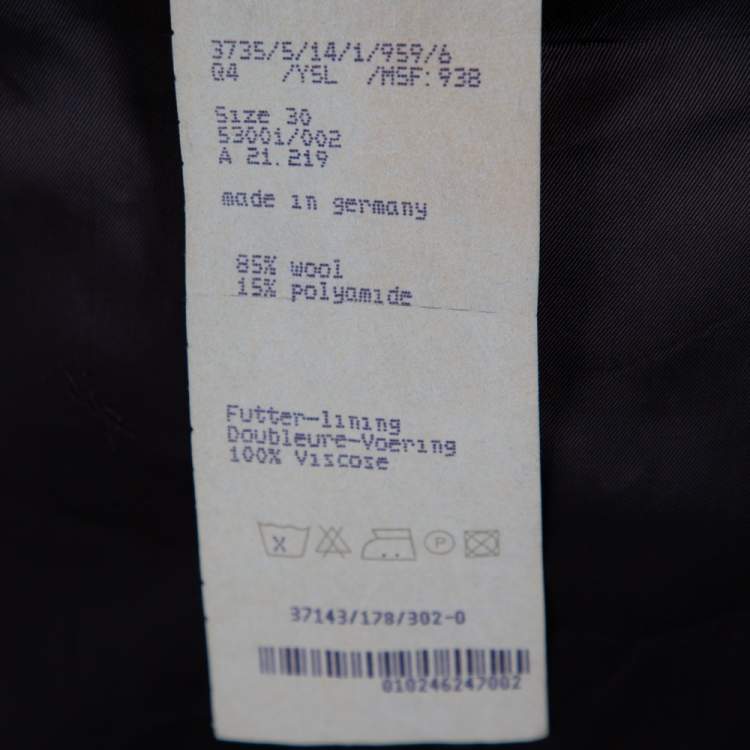 3735/5/14/1/959/6
Q4 /YSL /MSF:938
Size 30
53001/002
A 21.219
made in germany
85% wool
15% polyamide
Futter-lining
Doubleure-Voering
100% Viscose
X P
37143/178/302-0
010246247002